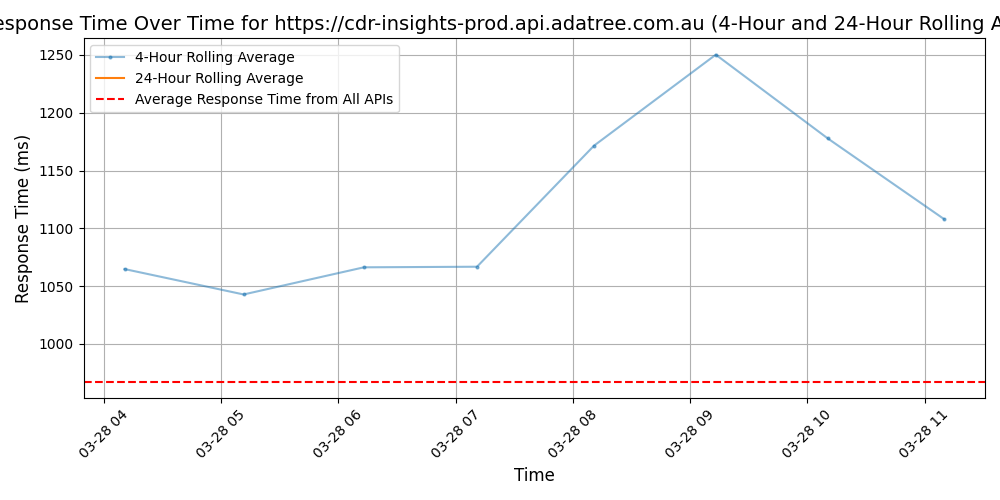 esponse Time Over Time for https://cdr-insights-prod.api.adatree.com.au (4-Hour and 24-Hour Rolling A
4-Hour Rolling Average
24-Hour Rolling Average
Average Response Time from All APIs
Response Time (ms)
1250
1200
1150
1100
1050
1000
03-28 04
03-28 05
03-28 06
03-28 07
03-28 08
03-28 09
03-28 10
03-28 11
Time